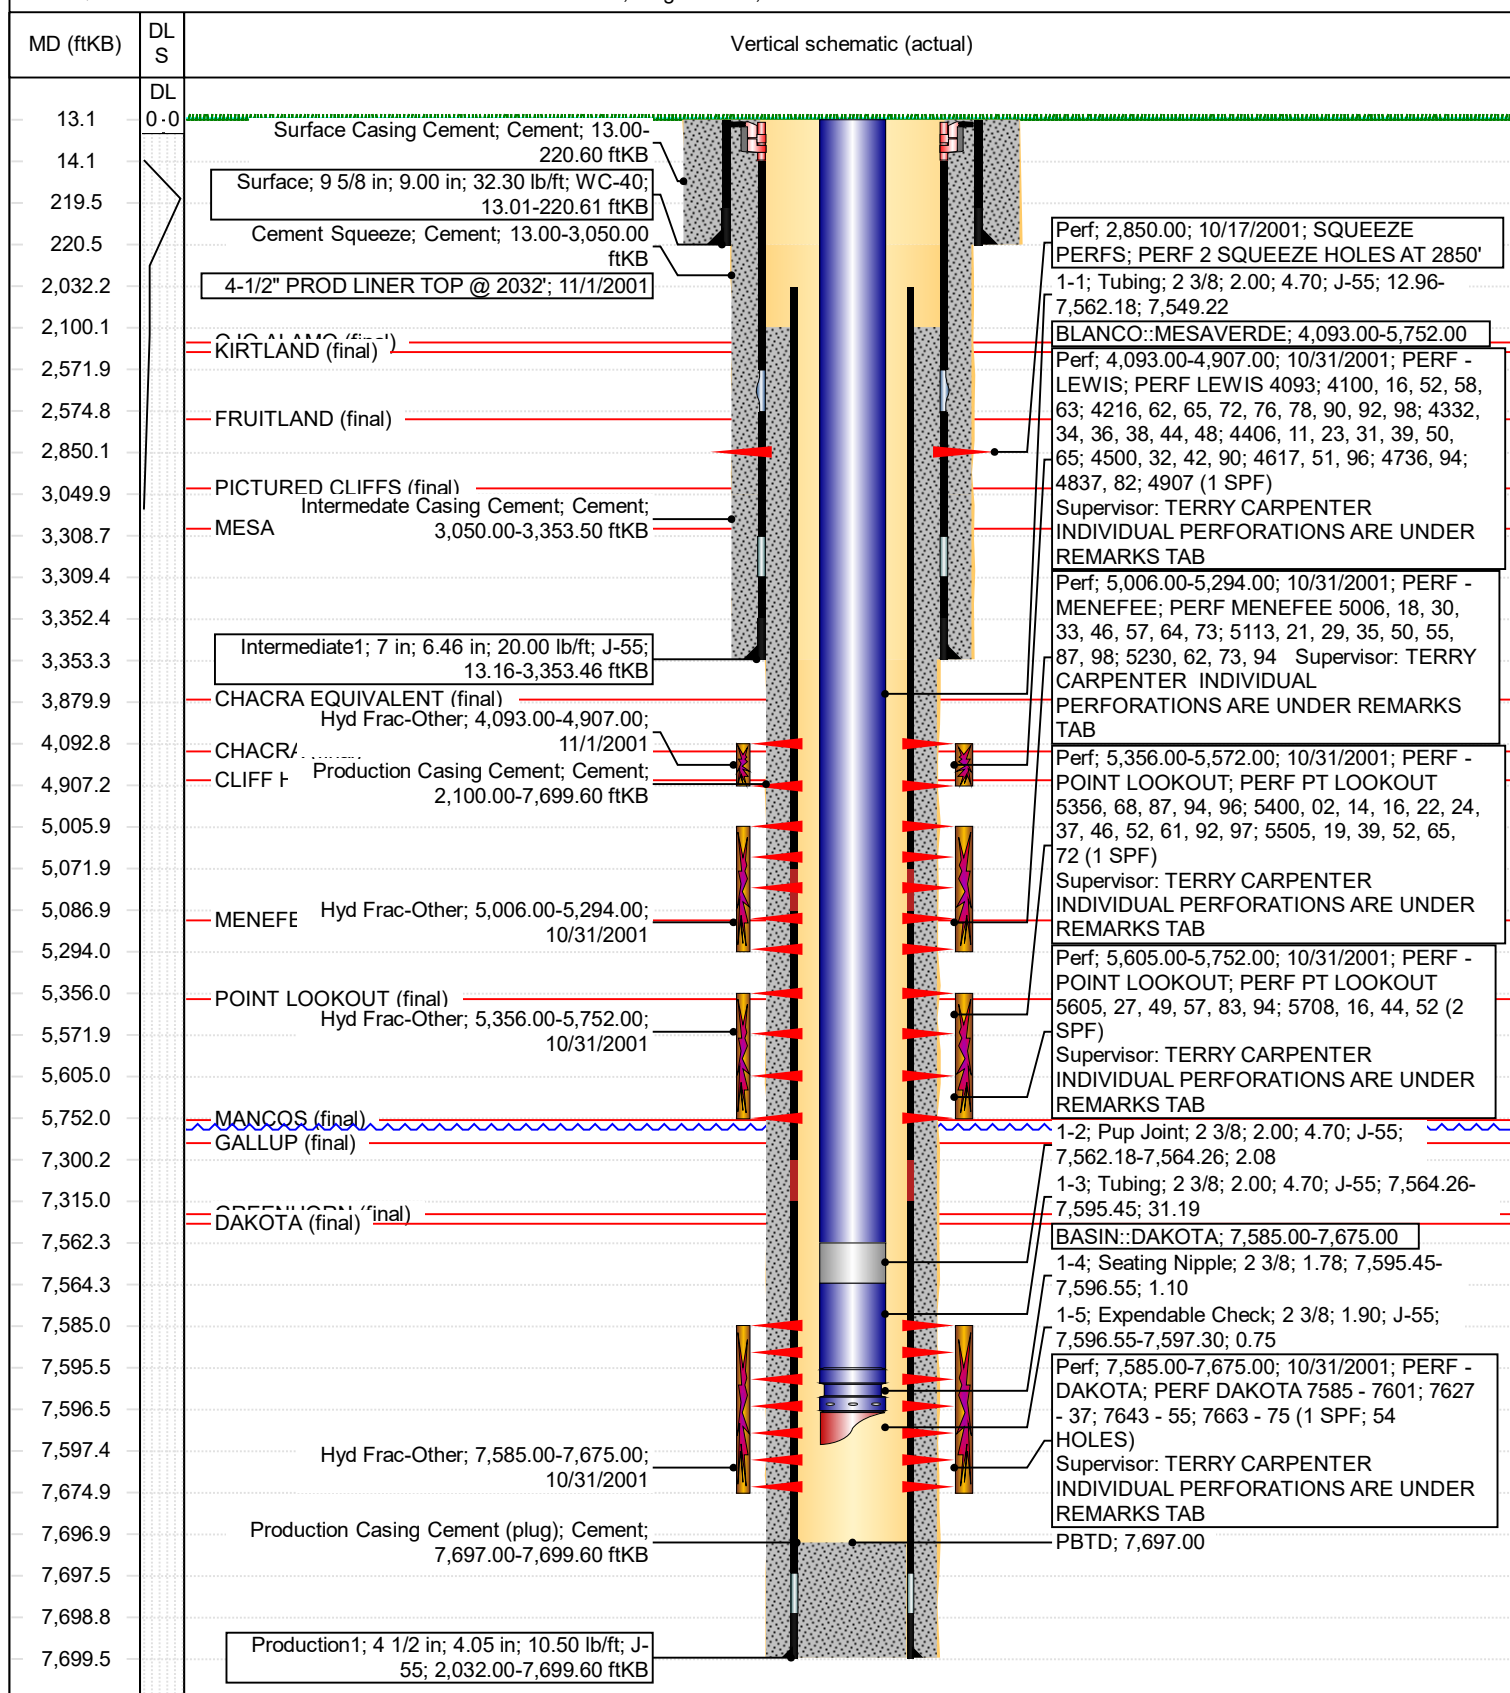 MD (ftKB)
DL
S
Vertical schematic (actual)
DL
0 0
13.1
14.1
219.5
220.5
2,032.2
2,100.1
2,571.9
2,574.8
2,850.1
3,049.9
3,308.7
3,309.4
3,352.4
3,353.3
3,879.9
4,092.8
4,907.2
5,005.9
5,071.9
5,086.9
5,294.0
5,356.0
5,571.9
5,605.0
5,752.0
7,300.2
7,315.0
7,562.3
7,564.3
7,585.0
7,595.5
7,596.5
7,597.4
7,674.9
7,696.9
7,697.5
7,698.8
7,699.5
Surface Casing Cement; Cement; 13.00-
220.60 ftKB
Surface; 9 5/8 in; 9.00 in; 32.30 lb/ft; WC-40;
13.01-220.61 ftKB
Cement Squeeze; Cement; 13.00-3,050.00
ftKB
4-1/2" PROD LINER TOP @ 2032'; 11/1/2001
KIRTLAND (final)
FRUITLAND (final)
PICTURED CLIFFS (final)
Intermedate Casing Cement; Cement;
3,050.00-3,353.50 ftKB
MESA
Intermediate1; 7 in; 6.46 in; 20.00 lb/ft; J-55;
13.16-3,353.46 ftKB
CHACRA EQUIVALENT (final)
Hyd Frac-Other; 4,093.00-4,907.00;
11/1/2001
CHACRA
CLIFF H
Production Casing Cement; Cement;
2,100.00-7,699.60 ftKB
MENEFE
Hyd Frac-Other; 5,006.00-5,294.00;
10/31/2001
POINT LOOKOUT (final)
Hyd Frac-Other; 5,356.00-5,752.00;
10/31/2001
MANCOS (final)
GALLUP (final)
GREENHORN (final)
DAKOTA (final)
Hyd Frac-Other; 7,585.00-7,675.00;
10/31/2001
Production Casing Cement (plug); Cement;
7,697.00-7,699.60 ftKB
Production1; 4 1/2 in; 4.05 in; 10.50 lb/ft; J-
55; 2,032.00-7,699.60 ftKB
Perf; 2,850.00; 10/17/2001; SQUEEZE
PERFS; PERF 2 SQUEEZE HOLES AT 2850'
1-1; Tubing; 2 3/8; 2.00; 4.70; J-55; 12.96-
7,562.18; 7,549.22
BLANCO::MESAVERDE; 4,093.00-5,752.00
Perf; 4,093.00-4,907.00; 10/31/2001; PERF -
LEWIS; PERF LEWIS 4093; 4100, 16, 52, 58,
63; 4216, 62, 65, 72, 76, 78, 90, 92, 98; 4332,
34, 36, 38, 44, 48; 4406, 11, 23, 31, 39, 50,
65; 4500, 32, 42, 90; 4617, 51, 96; 4736, 94;
4837, 82; 4907 (1 SPF)
Supervisor: TERRY CARPENTER
INDIVIDUAL PERFORATIONS ARE UNDER
REMARKS TAB
Perf; 5,006.00-5,294.00; 10/31/2001; PERF -
MENEFEE; PERF MENEFEE 5006, 18, 30,
33, 46, 57, 64, 73; 5113, 21, 29, 35, 50, 55,
87, 98; 5230, 62, 73, 94   Supervisor: TERRY
CARPENTER  INDIVIDUAL
PERFORATIONS ARE UNDER REMARKS
TAB
Perf; 5,356.00-5,572.00; 10/31/2001; PERF -
POINT LOOKOUT; PERF PT LOOKOUT
5356, 68, 87, 94, 96; 5400, 02, 14, 16, 22, 24,
37, 46, 52, 61, 92, 97; 5505, 19, 39, 52, 65,
72 (1 SPF)
Supervisor: TERRY CARPENTER
INDIVIDUAL PERFORATIONS ARE UNDER
REMARKS TAB
Perf; 5,605.00-5,752.00; 10/31/2001; PERF -
POINT LOOKOUT; PERF PT LOOKOUT
5605, 27, 49, 57, 83, 94; 5708, 16, 44, 52 (2
SPF)
Supervisor: TERRY CARPENTER
INDIVIDUAL PERFORATIONS ARE UNDER
REMARKS TAB
1-2; Pup Joint; 2 3/8; 2.00; 4.70; J-55;
7,562.18-7,564.26; 2.08
1-3; Tubing; 2 3/8; 2.00; 4.70; J-55; 7,564.26-
7,595.45; 31.19
BASIN::DAKOTA; 7,585.00-7,675.00
1-4; Seating Nipple; 2 3/8; 1.78; 7,595.45-
7,596.55; 1.10
1-5; Expendable Check; 2 3/8; 1.90; J-55;
7,596.55-7,597.30; 0.75
Perf; 7,585.00-7,675.00; 10/31/2001; PERF -
DAKOTA; PERF DAKOTA 7585 - 7601; 7627
- 37; 7643 - 55; 7663 - 75 (1 SPF; 54
HOLES)
Supervisor: TERRY CARPENTER
INDIVIDUAL PERFORATIONS ARE UNDER
REMARKS TAB
PBTD; 7,697.00